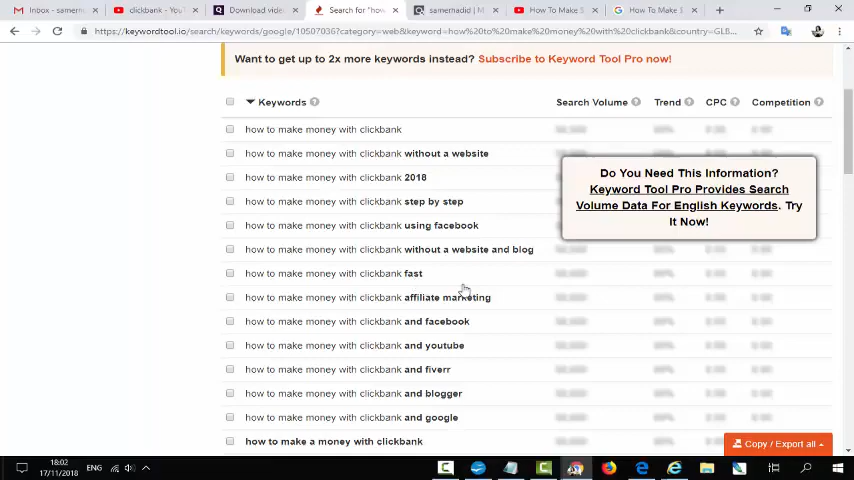 Inbox - samerna
clickbank - YouT
Download video
Search for "how
samerhadid | M
How To Make S
How To Make S
https://keywordtool.io/search/keywords/google/10507036?category=web&keyword=how%20to%20make%20money%20with%20clickbank&country=GLB...
Want to get up to 2x more keywords instead? Subscribe to Keyword Tool Pro now!
Keywords Search Volume Trend CPC Competition
how to make money with clickbank
how to make money with clickbank without a website
how to make money with clickbank 2018
how to make money with clickbank step by step
how to make money with clickbank using facebook
how to make money with clickbank without a website and blog
how to make money with clickbank fast
how to make money with clickbank affiliate marketing
how to make money with clickbank and facebook
how to make money with clickbank and youtube
how to make money with clickbank and fiverr
how to make money with clickbank and blogger
how to make money with clickbank and google
how to make a money with clickbank
Do You Need This Information?
Keyword Tool Pro Provides Search
Volume Data For English Keywords. Try
It Now!
Copy / Export all
18:02
17/11/2018
ENG